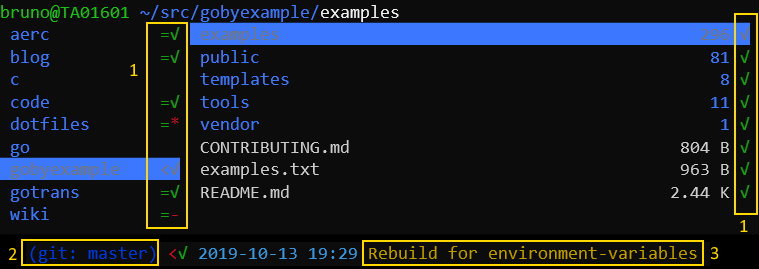 bruno@TA01601 ~/src/gobyexample/examples
aerc =√ examples √
blog =√ public 81 √
1
c templates 8 √
code =√ tools 11 √
dotfiles =* vendor 1 √
go CONTRIBUTING.md 804 B √
gobyexample <√ examples.txt 963 B √
gotrans =√ README.md 2.44 K √
wiki =-
1
2 (git: master) <√ 2019-10-13 19:29 Rebuild for environment-variables 3